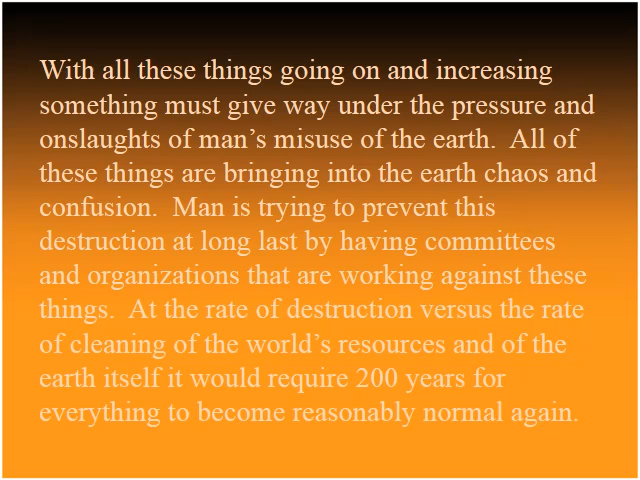 With all these things going on and increasing
something must give way under the pressure and
onslaughts of man’s misuse of the earth.  All of
these things are bringing into the earth chaos and
confusion.  Man is trying to prevent this
destruction at long last by having committees
and organizations that are working against these
things.  At the rate of destruction versus the rate
of cleaning of the world’s resources and of the
earth itself it would require 200 years for
everything to become reasonably normal again.